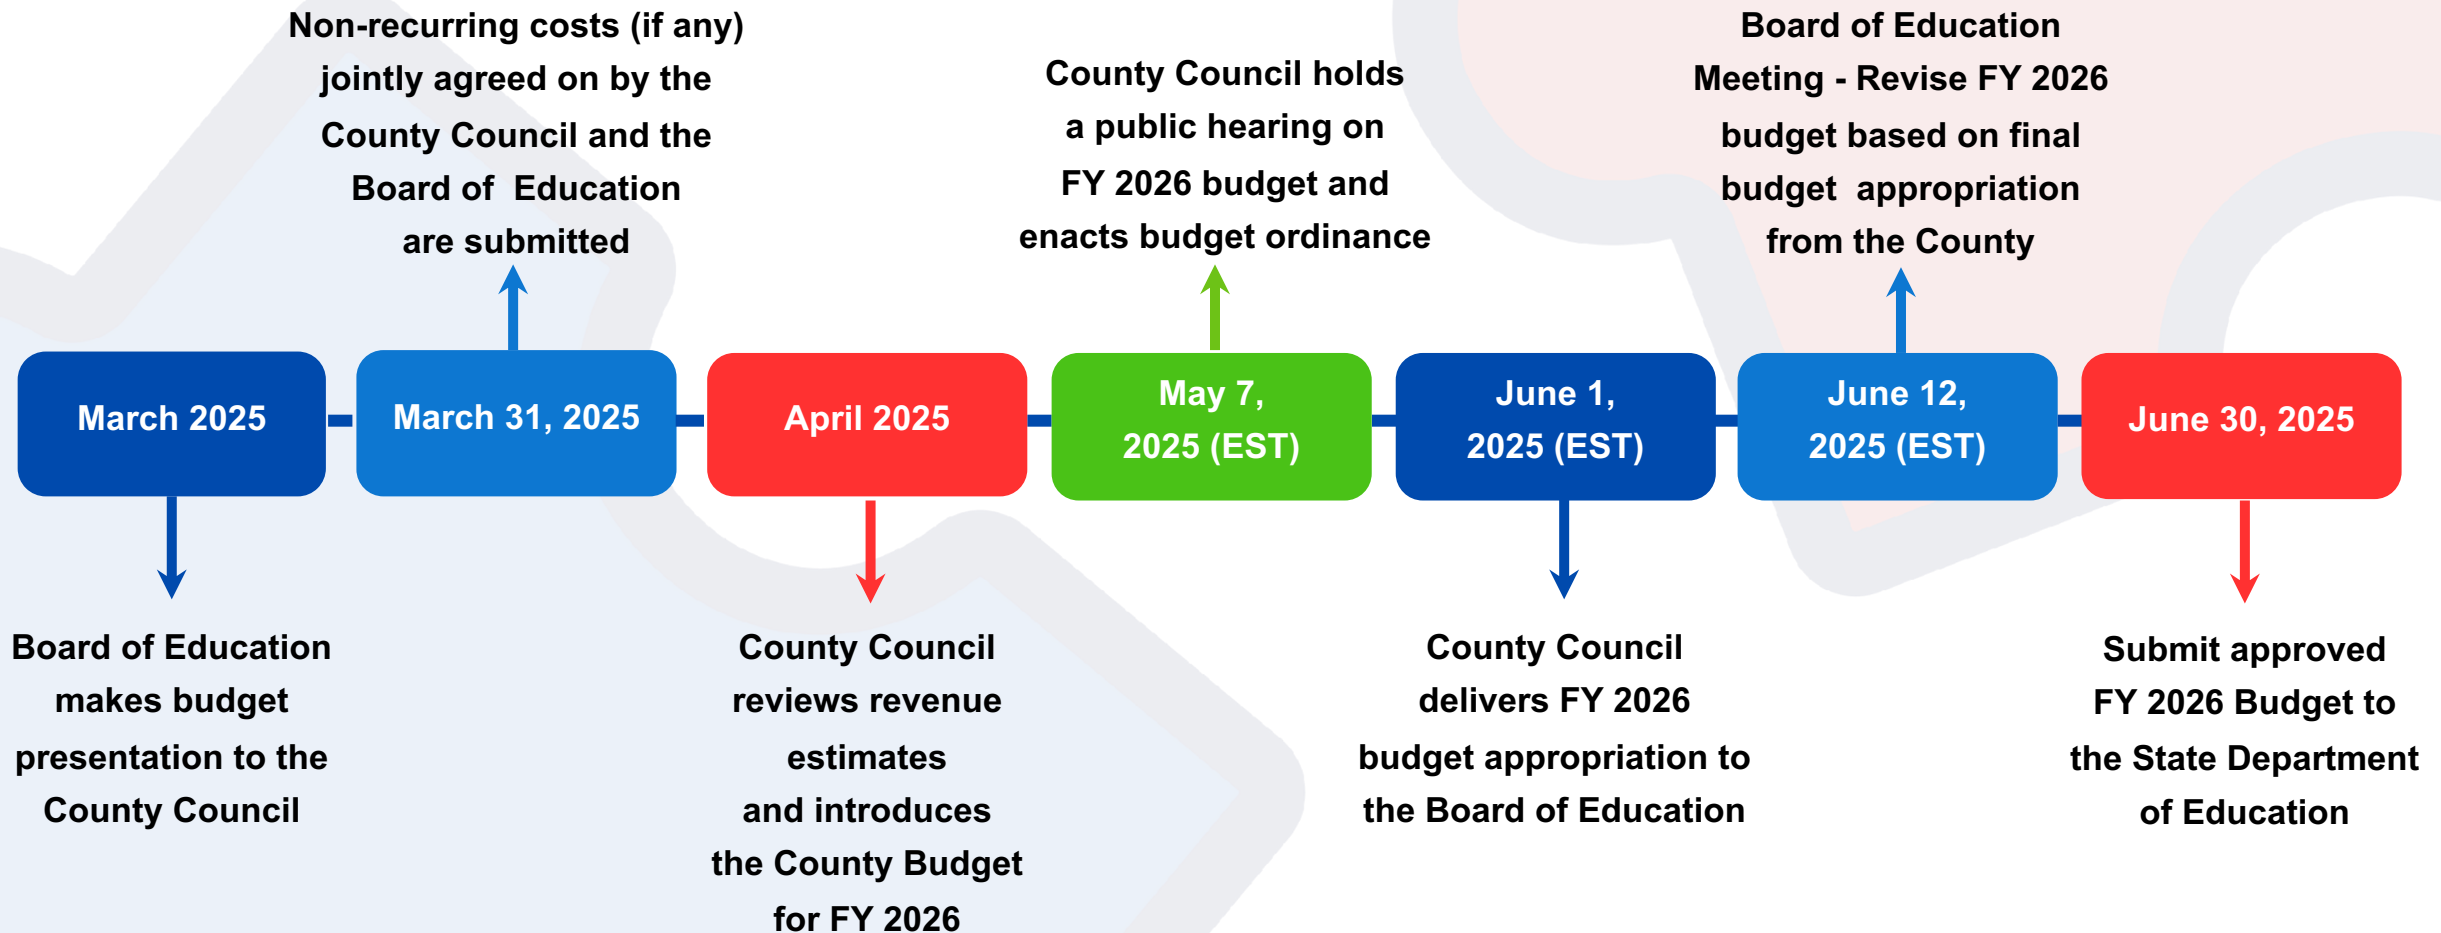 Non-recurring costs (if any)
jointly agreed on by the
County Council and the
Board of  Education
are submitted
County Council holds
a public hearing on
FY 2026 budget and
enacts budget ordinance
Board of Education
Meeting - Revise FY 2026
budget based on final
budget  appropriation
from the County
March 2025
March 31, 2025
April 2025
May 7,
2025 (EST)
June 1,
2025 (EST)
June 12,
2025 (EST)
June 30, 2025
Board of Education
makes budget
presentation to the
County Council
County Council
reviews revenue
estimates
and introduces
the County Budget
for FY 2026
County Council
delivers FY 2026
budget appropriation to
the Board of Education
Submit approved
FY 2026 Budget to
the State Department
of Education